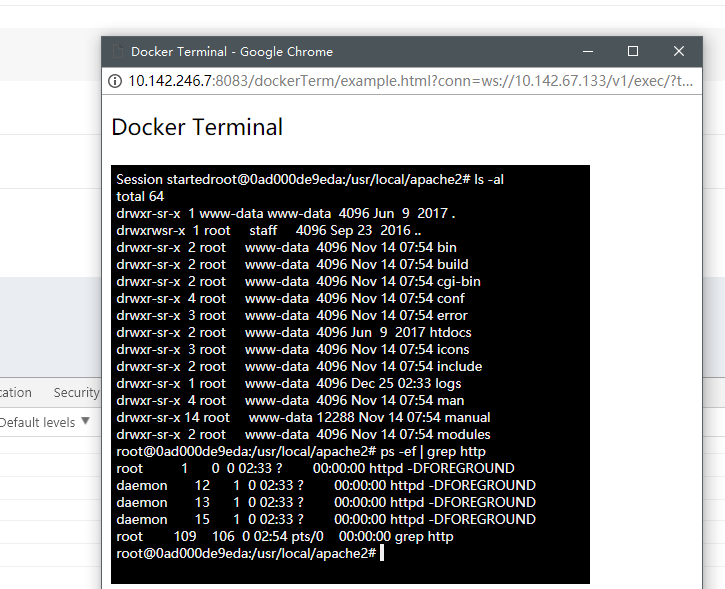 Docker Terminal - Google Chrome
10.142.246.7:8083/dockerTerm/example.html?conn=ws://10.142.67.133/v1/exec/?t...
Docker Terminal
Session startedroot@0ad000de9eda:/usr/local/apache2# ls -al
total 64
drwxr-sr-x 1 www-data www-data 4096 Jun 9 2017 .
drwxrwsr-x 1 root staff 4096 Sep 23 2016 ..
drwxr-sr-x 2 root www-data 4096 Nov 14 07:54 bin
drwxr-sr-x 2 root www-data 4096 Nov 14 07:54 build
drwxr-sr-x 2 root www-data 4096 Nov 14 07:54 cgi-bin
drwxr-sr-x 4 root www-data 4096 Nov 14 07:54 conf
drwxr-sr-x 3 root www-data 4096 Nov 14 07:54 error
drwxr-sr-x 2 root www-data 4096 Jun 9 2017 htdocs
drwxr-sr-x 3 root www-data 4096 Nov 14 07:54 icons
drwxr-sr-x 2 root www-data 4096 Nov 14 07:54 include
drwxr-sr-x 1 root www-data 4096 Dec 25 02:33 logs
drwxr-sr-x 4 root www-data 4096 Nov 14 07:54 man
drwxr-sr-x 14 root www-data 12288 Nov 14 07:54 manual
drwxr-sr-x 2 root www-data 4096 Nov 14 07:54 modules
root@0ad000de9eda:/usr/local/apache2# ps -ef | grep http
root 1 0 0 02:33 ? 00:00:00 httpd -DFOREGROUND
daemon 12 1 0 02:33 ? 00:00:00 httpd -DFOREGROUND
daemon 13 1 0 02:33 ? 00:00:00 httpd -DFOREGROUND
daemon 15 1 0 02:33 ? 00:00:00 httpd -DFOREGROUND
root 109 106 0 02:54 pts/0 00:00:00 grep http
root@0ad000de9eda:/usr/local/apache2#
cation Security
Default levels ▼